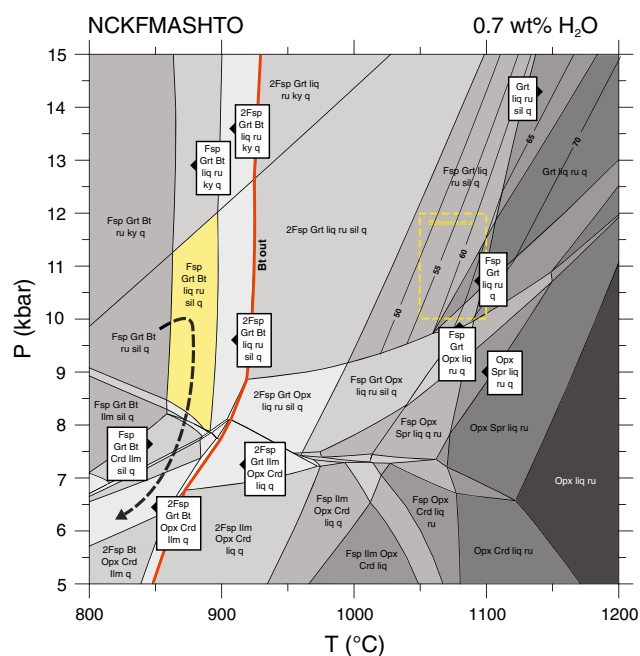 NCKFMASHTO
0.7 wt% H₂O
15
14
13
12
11
10
9
8
7
6
5
P (kbar)
800
900
1000
1100
1200
T (°C)
2Fsp Grt liq
ru ky q
2Fsp
Grt Bt
liq ru
ky q
Fsp
Grt Bt
liq
ru
ky q
Fsp Grt Bt
ru ky q
Fsp
Grt Bt
liq ru
sil q
Fsp Grt Bt
ru sil q
2Fsp Grt liq ru sil q
Bt out
2Fsp
Grt Bt
liq ru
sil q
Fsp Grt liq
ru sil q
Grt
liq ru
sil q
65
70
Grt liq ru q
60
55
50
Fsp
Grt
liq ru
q
Fsp
Grt
Opx liq
ru q
Opx
Spr liq
ru q
2Fsp Grt Opx
liq ru sil q
Fsp Grt Opx
liq ru sil q
Fsp Opx
Spr liq ru q
Opx Spr liq ru
Fsp Grt Bt
Ilm sil q
Fsp
Grt Bt
Crd Ilm
sil q
2Fsp
Grt Ilm
Opx Crd
liq q
2Fsp
Grt Bt
Opx Crd
Ilm q
2Fsp Bt
Opx Crd
Ilm q
2Fsp Ilm
Opx Crd
liq q
Fsp Ilm
Opx Crd
liq
q
Fsp Opx
Crd liq
ru
Fsp Ilm Opx
Crd liq
Opx Crd liq ru
Opx liq ru